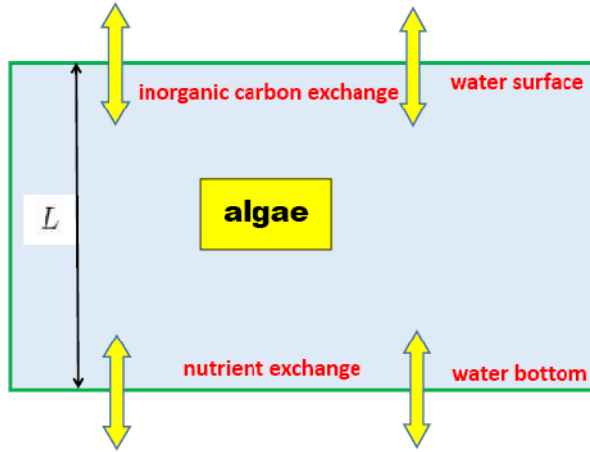 inorganic carbon exchange
water surface
L
algae
nutrient exchange
water bottom